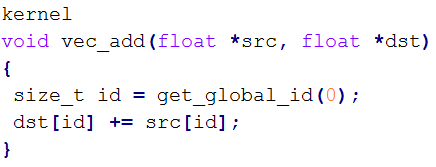 kernel
void vec_add(float *src, float *dst)
{
 size_t id = get_global_id(0);
 dst[id] += src[id];
}